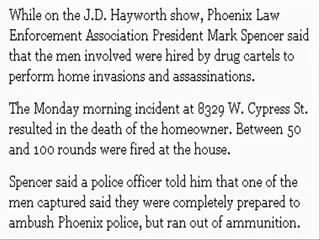 While on the J.D. Hayworth show, Phoenix Law
Enforcement Association President Mark Spencer said
that the men involved were hired by drug cartels to
perform home invasions and assassinations.
The Monday morning incident at 8329 W. Cypress St.
resulted in the death of the homeowner. Between 50
and 100 rounds were fired at the house.
Spencer said a police officer told him that one of the
men captured said they were completely prepared to
ambush Phoenix police, but ran out of ammunition.